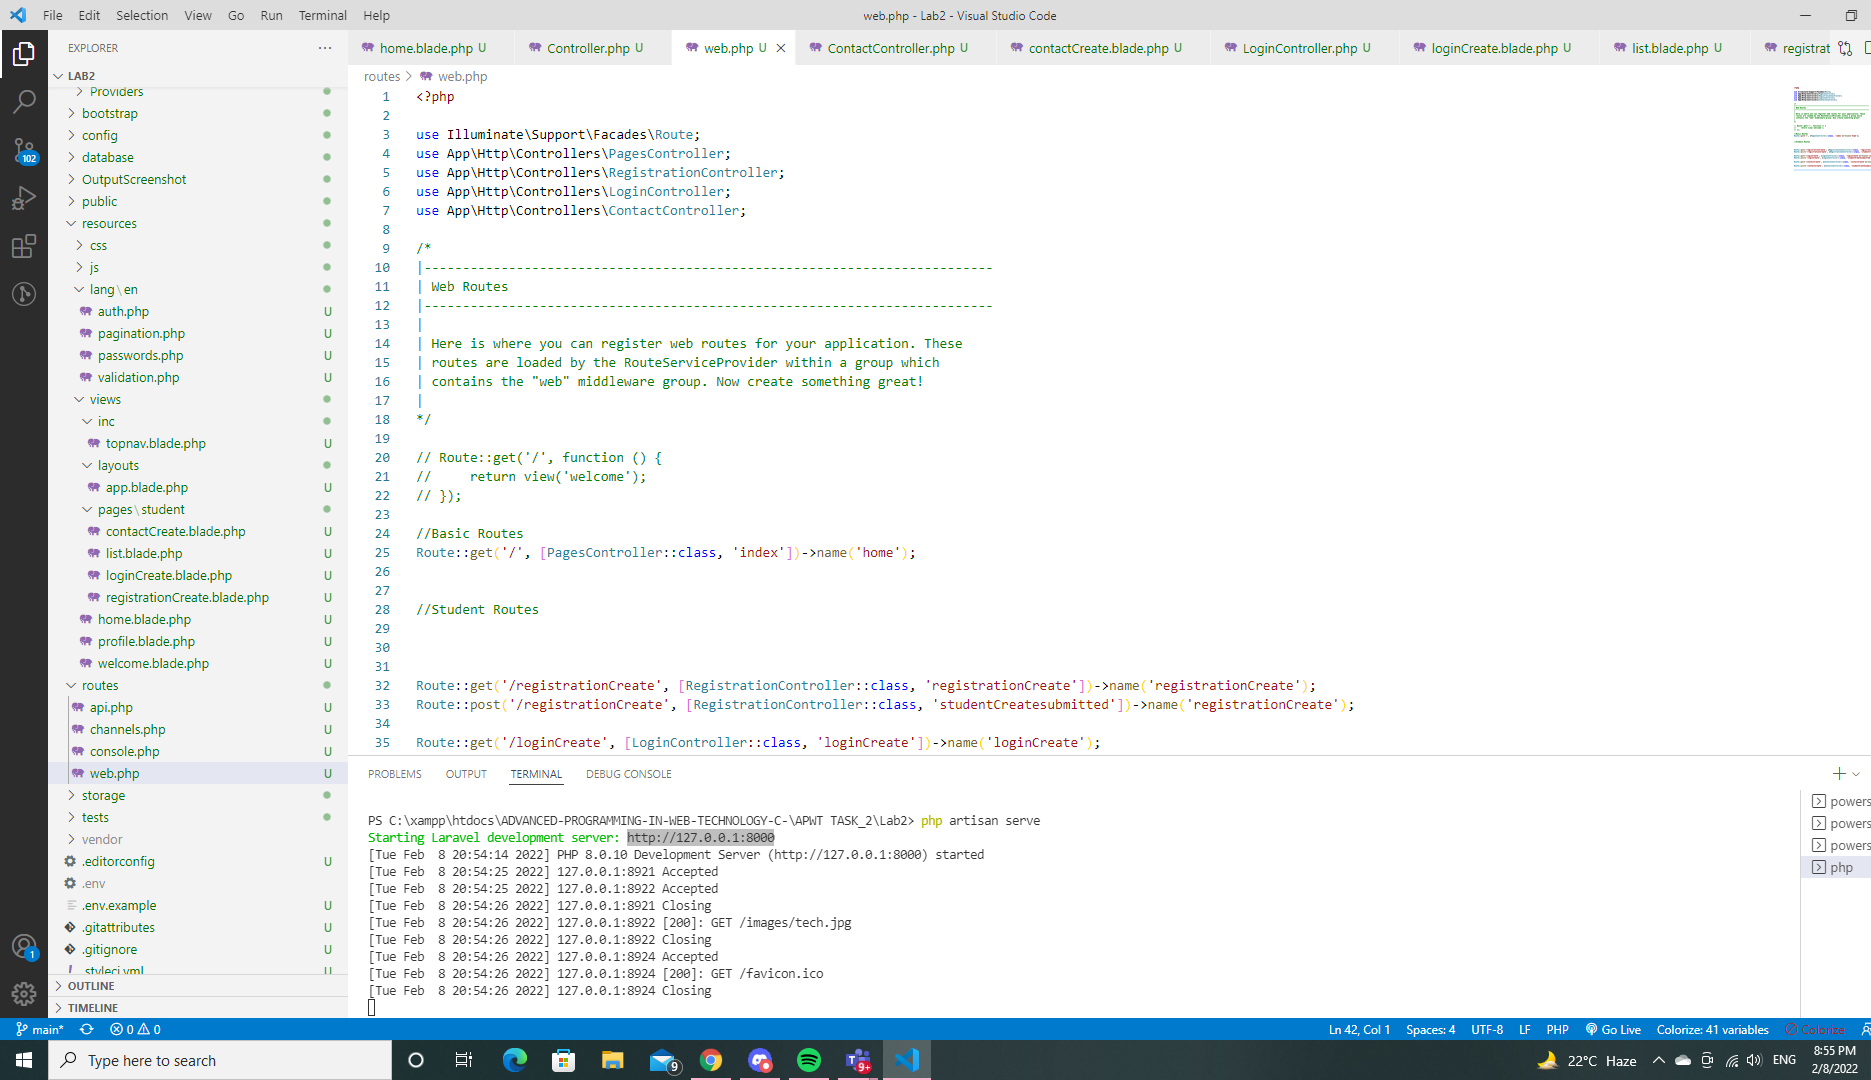 File Edit Selection View Go Run Terminal Help
web.php - Lab2 - Visual Studio Code
EXPLORER
home.blade.php U
Controller.php U
web.php U
ContactController.php U
contactCreate.blade.php U
LoginController.php U
loginCreate.blade.php U
list.blade.php U
registrat
LAB2
Providers
bootstrap
config
database
OutputScreenshot
public
resources
css
js
lang\en
auth.php U
pagination.php U
passwords.php U
validation.php U
views
inc
topnav.blade.php U
layouts
app.blade.php U
pages\student
contactCreate.blade.php U
list.blade.php U
loginCreate.blade.php U
registrationCreate.blade.php U
home.blade.php U
profile.blade.php U
welcome.blade.php U
routes
api.php U
channels.php U
console.php U
web.php U
storage
tests
vendor
.editorconfig U
.env
.env.example U
.gitattributes U
.gitignore U
.styleci.yml U
OUTLINE
TIMELINE
102
1
routes > web.php
1 <?php
2
3 use Illuminate\Support\Facades\Route;
4 use App\Http\Controllers\PagesController;
5 use App\Http\Controllers\RegistrationController;
6 use App\Http\Controllers\LoginController;
7 use App\Http\Controllers\ContactController;
8
9 /*
10 |--------------------------------------------------------------------------
11 | Web Routes
12 |--------------------------------------------------------------------------
13 |
14 | Here is where you can register web routes for your application. These
15 | routes are loaded by the RouteServiceProvider within a group which
16 | contains the "web" middleware group. Now create something great!
17 |
18 */
19
20 // Route::get('/', function () {
21 //     return view('welcome');
22 // });
23
24 //Basic Routes
25 Route::get('/', [PagesController::class, 'index'])->name('home');
26
27
28 //Student Routes
29
30
31
32 Route::get('/registrationCreate', [RegistrationController::class, 'registrationCreate'])->name('registrationCreate');
33 Route::post('/registrationCreate', [RegistrationController::class, 'studentCreatesubmitted'])->name('registrationCreate');
34
35 Route::get('/loginCreate', [LoginController::class, 'loginCreate'])->name('loginCreate');
PROBLEMS OUTPUT TERMINAL DEBUG CONSOLE
PS C:\xampp\htdocs\ADVANCED-PROGRAMMING-IN-WEB-TECHNOLOGY-C-\APWT TASK_2\Lab2> php artisan serve
Starting Laravel development server: http://127.0.0.1:8000
[Tue Feb  8 20:54:14 2022] PHP 8.0.10 Development Server (http://127.0.0.1:8000) started
[Tue Feb  8 20:54:25 2022] 127.0.0.1:8921 Accepted
[Tue Feb  8 20:54:25 2022] 127.0.0.1:8922 Accepted
[Tue Feb  8 20:54:26 2022] 127.0.0.1:8921 Closing
[Tue Feb  8 20:54:26 2022] 127.0.0.1:8922 [200]: GET /images/tech.jpg
[Tue Feb  8 20:54:26 2022] 127.0.0.1:8922 Closing
[Tue Feb  8 20:54:26 2022] 127.0.0.1:8924 Accepted
[Tue Feb  8 20:54:26 2022] 127.0.0.1:8924 [200]: GET /favicon.ico
[Tue Feb  8 20:54:26 2022] 127.0.0.1:8924 Closing
powers
powers
powers
php
main* 0 0
Ln 42, Col 1 Spaces: 4 UTF-8 LF PHP Go Live Colorize: 41 variables Colorize
Type here to search
9
9+
22°C Haze
ENG
8:55 PM
2/8/2022